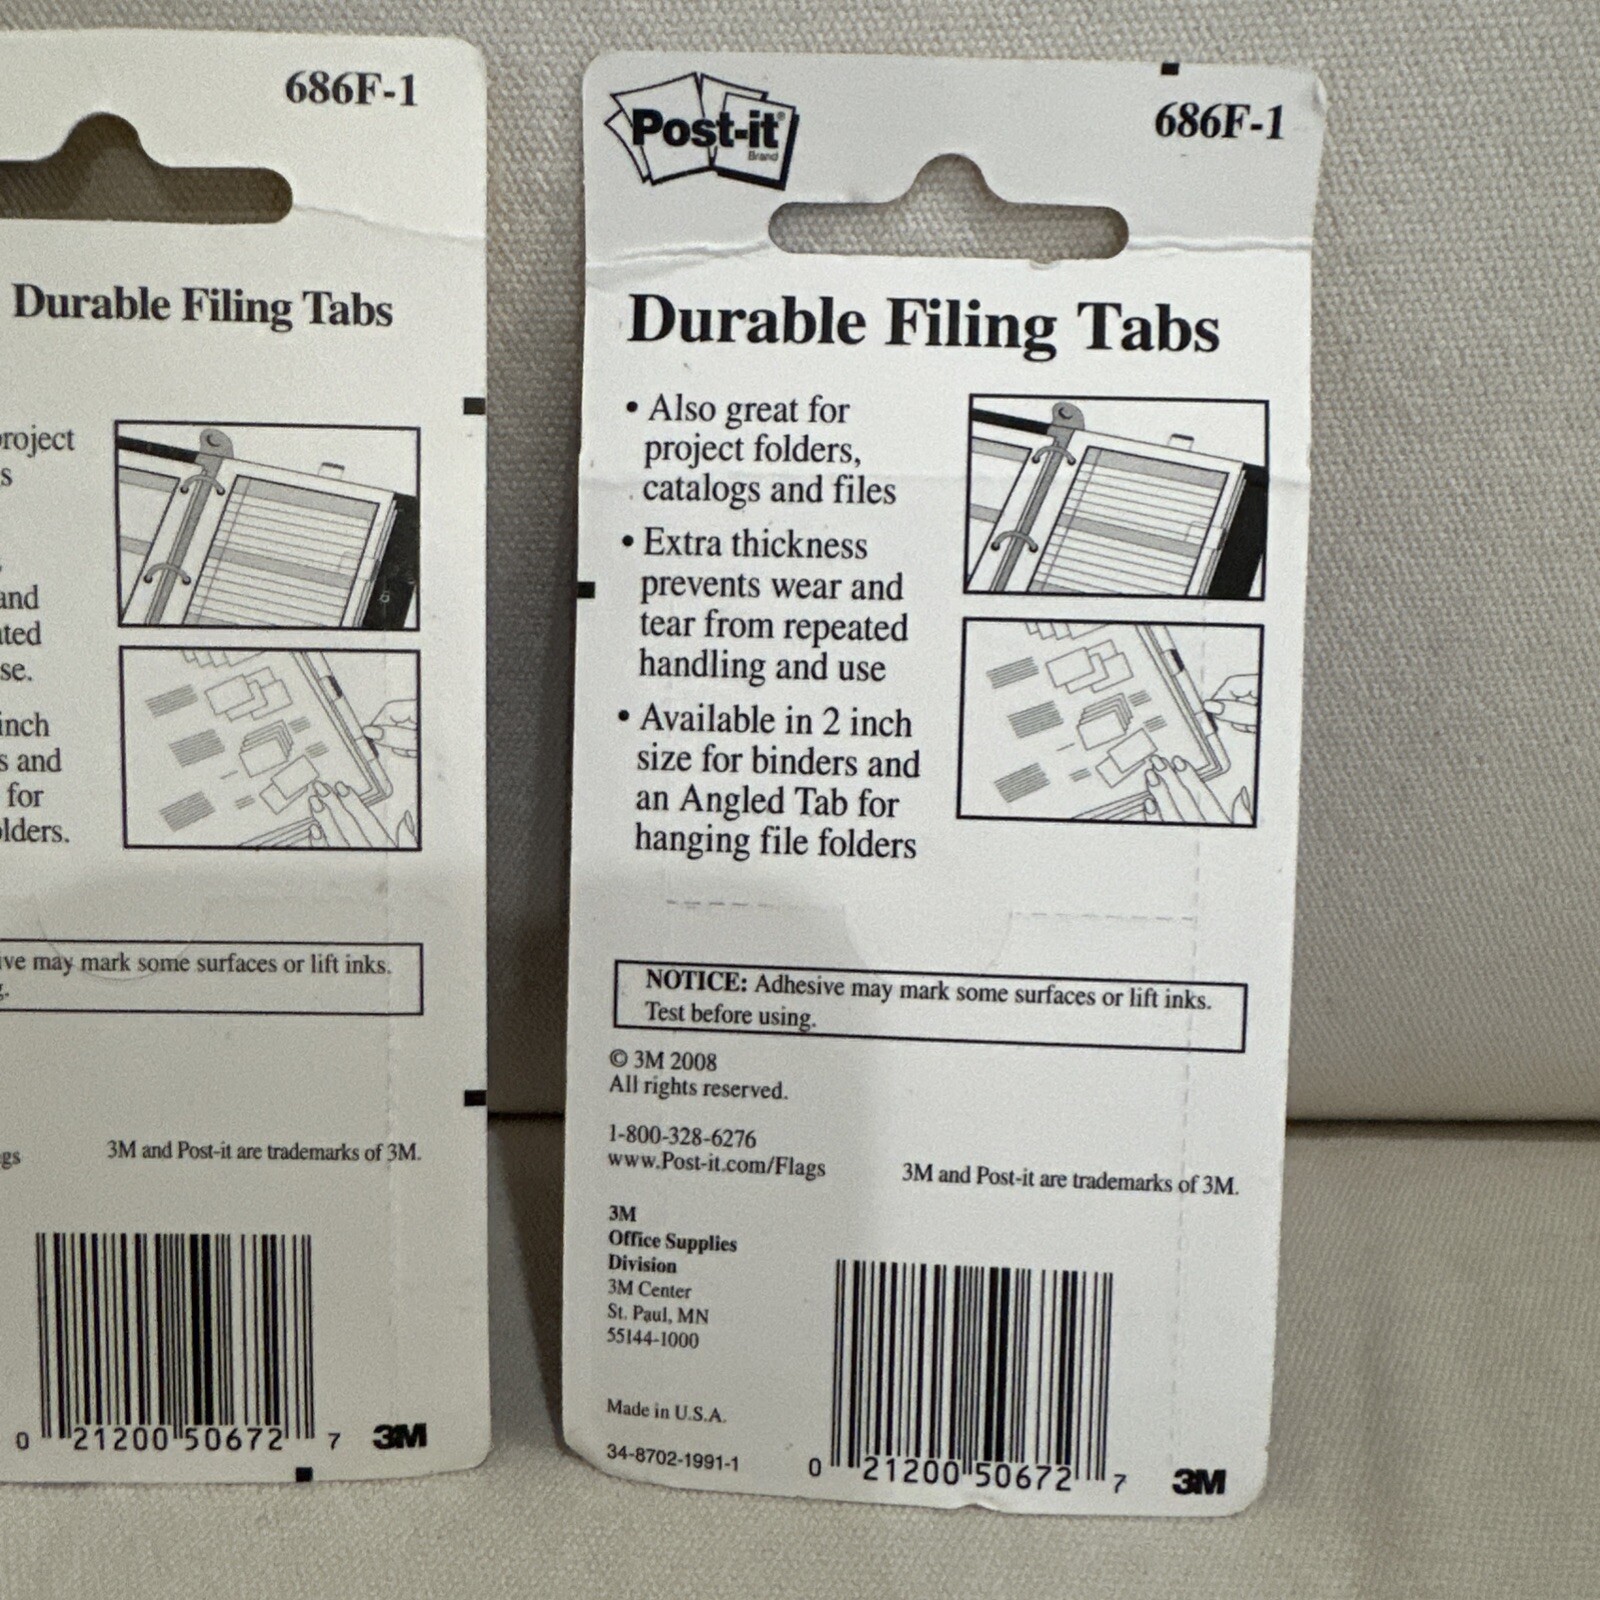 686F-1
Durable Filing Tabs
and
inch
s and
for
may mark some surfaces or lift inks.
3M and Post-it are trademarks of 3M.
0 21200 50672 7
3M
Post-it®
Brand
686F-1
Durable Filing Tabs
• Also great for
project folders,
catalogs and files
• Extra thickness
prevents wear and
tear from repeated
handling and use
• Available in 2 inch
size for binders and
an Angled Tab for
hanging file folders
NOTICE: Adhesive may mark some surfaces or lift inks.
Test before using.
© 3M 2008
All rights reserved.
1-800-328-6276
www.Post-it.com/Flags
3M and Post-it are trademarks of 3M.
3M
Office Supplies
Division
3M Center
St. Paul, MN
55144-1000
Made in U.S.A.
34-8702-1991-1
0 21200 50672 7
3M